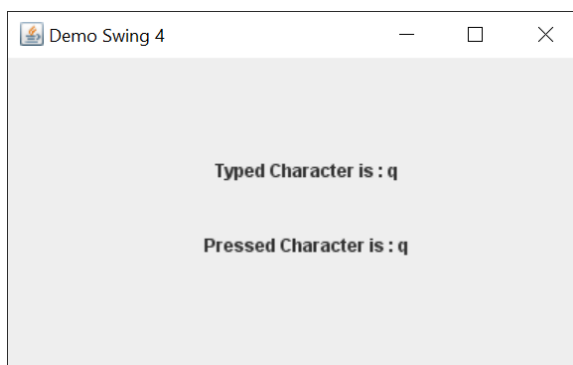 Demo Swing 4
Typed Character is : q
Pressed Character is : q